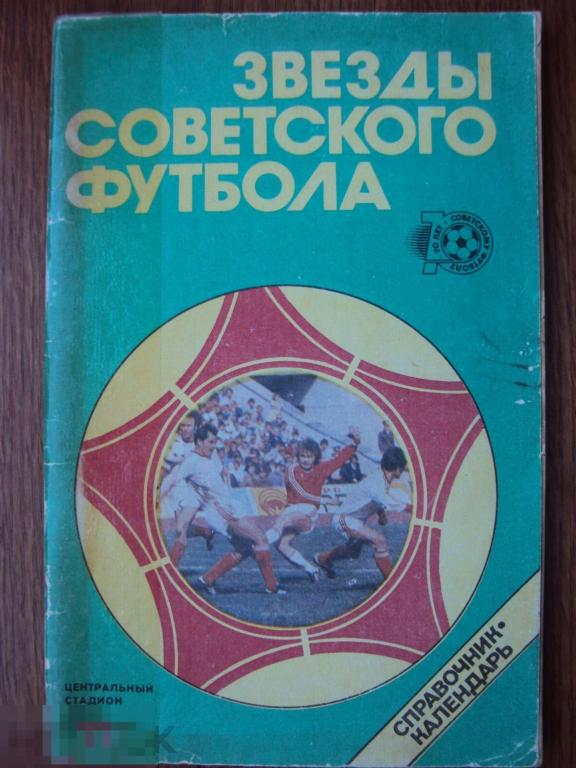 ЗВЕЗДЫ
СОВЕТСКОГО
ФУТБОЛА
70 ЛЕТ · СОВЕТСКОМУ ФУТБОЛУ
ЦЕНТРАЛЬНЫЙ
СТАДИОН
СПРАВОЧНИК·
КАЛЕНДАРЬ